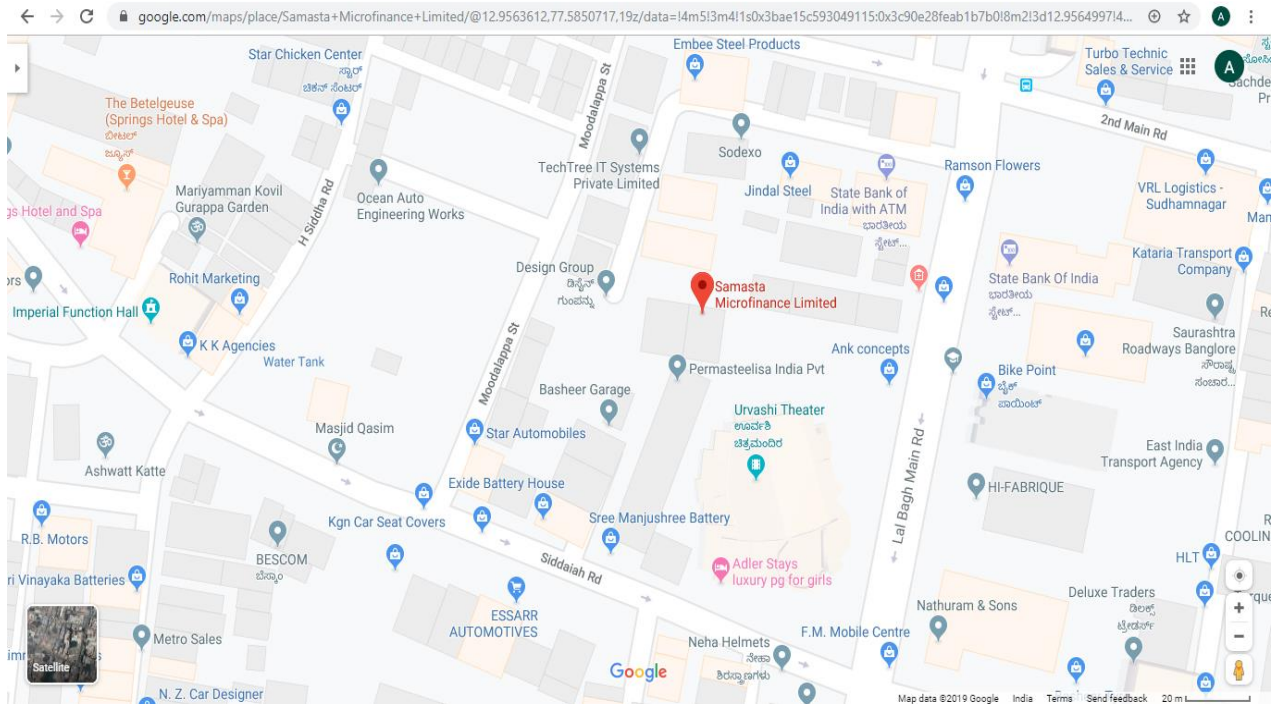 google.com/maps/place/Samasta+Microfinance+Limited/@12.9563612,77.5850717,19z/data=!4m5!3m4!1s0x3bae15c593049115:0x3c90e28feab1b7b0!8m2!3d12.9564997!4...
A
Embee Steel Products
Star Chicken Center
ಸ್ಟಾರ್
ಚಿಕನ್ ಸೆಂಟರ್
Turbo Technic
Sales & Service
A
The Betelgeuse
(Springs Hotel & Spa)
ಬೀಟಲ್
ಜ್ಯೂಸ್
Moodalappa St
2nd Main Rd
Sodexo
TechTree IT Systems
Private Limited
Jindal Steel
State Bank of
India with ATM
ಭಾರತೀಯ
ಸ್ಟೇಟ್...
Ramson Flowers
VRL Logistics -
Sudhamnagar
Mariyamman Kovil
Gurappa Garden
Ocean Auto
Engineering Works
H Siddha Rd
gs Hotel and Spa
Man
Kataria Transport
Company
Design Group
ಡಿಸೈನ್
ಗುಂಪನ್ನು
Rohit Marketing
Samasta
Microfinance Limited
State Bank Of India
ಭಾರತೀಯ
ಸ್ಟೇಟ್...
ors
Imperial Function Hall
Saurashtra
Roadways Banglore
ಸೌರಾಷ್ಟ್ರ
ಸಂಚಾರ...
K K Agencies
Water Tank
Moodalappa St
Ank concepts
Permasteelisa India Pvt
Bike Point
ಬೈಕ್
ಪಾಯಿಂಟ್
Basheer Garage
Urvashi Theater
ಊರ್ವಶಿ
ಚಿತ್ರಮಂದಿರ
Masjid Qasim
Star Automobiles
East India
Transport Agency
Ashwatt Katte
Lal Bagh Main Rd
Exide Battery House
HI-FABRIQUE
R.B. Motors
Kgn Car Seat Covers
Sree Manjushree Battery
COOLIN
BESCOM
ಬೆಸ್ಕಾಂ
Siddaiah Rd
Adler Stays
luxury pg for girls
HLT
ri Vinayaka Batteries
Deluxe Traders
ಡಿಲಕ್ಸ್
ಟ್ರೇಡರ್ಸ್
Nathuram & Sons
ESSARR
AUTOMOTIVES
Metro Sales
Neha Helmets
ನೇಹಾ
ಶಿರಸ್ತ್ರಾಣಗಳು
F.M. Mobile Centre
Satellite
Google
N. Z. Car Designer
Map data ©2019 Google India Terms Send feedback 20 m